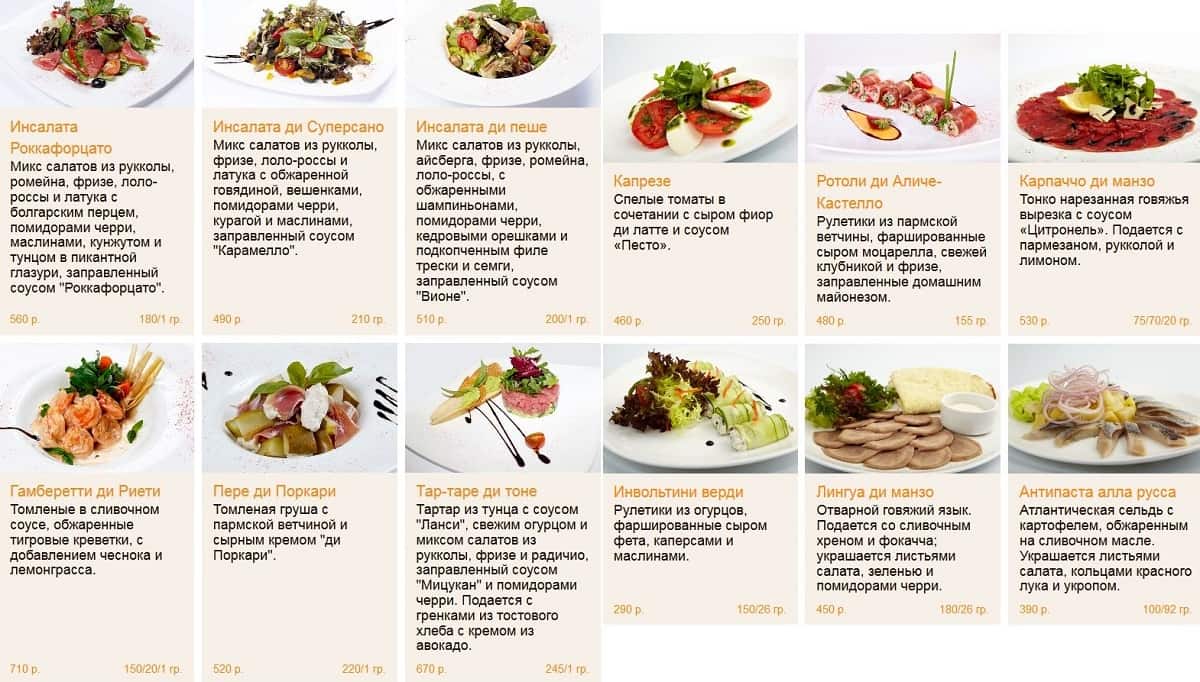 Инсалата
Роккафорцато
Микс салатов из рукколы,
ромейна, фризе, лоло-
россы и латука с
болгарским перцем,
помидорами черри,
маслинами, кунжутом и
тунцом в пикантной
глазури, заправленный
соусом "Роккафорцато".
560 р.
180/1 гр.
Инсалата ди Суперсано
Микс салатов из рукколы,
фризе, лоло-россы и
латука с обжаренной
говядиной, вешенками,
помидорами черри,
курагой и маслинами,
заправленный соусом
"Карамелло".
490 р.
210 гр.
Инсалата ди пеше
Микс салатов из рукколы,
айсберга, фризе, ромейна,
лоло-россы, с
обжаренными
шампиньонами,
помидорами черри,
кедровыми орешками и
подкопченным филе
трески и семги,
заправленный соусом
"Вионе".
510 р.
200/1 гр.
Капрезе
Спелые томаты в
сочетании с сыром фиор
ди латте и соусом
«Песто».
460 р.
250 гр.
Ротоли ди Аличе-
Кастелло
Рулетики из пармской
ветчины, фаршированные
сыром моцарелла, свежей
клубникой и фризе,
заправленные домашним
майонезом.
480 р.
155 гр.
Карпаччо ди манзо
Тонко нарезанная говяжья
вырезка с соусом
«Цитронель». Подается с
пармезаном, рукколой и
лимоном.
530 р.
75/70/20 гр.
Гамберетти ди Риети
Томленые в сливочном
соусе, обжаренные
тигровые креветки, с
добавлением чеснока и
лемонграсса.
710 р.
150/20/1 гр.
Пере ди Поркари
Томленая груша с
пармской ветчиной и
сырным кремом "ди
Поркари".
520 р.
220/1 гр.
Тар-таре ди тоне
Тартар из тунца с соусом
"Ланси", свежим огурцом и
миксом салатов из
рукколы, фризе и радичио,
заправленный соусом
"Мицукан" и помидорами
черри. Подается с
гренками из тостового
хлеба с кремом из
авокадо.
670 р.
245/1 гр.
Инвольтини верди
Рулетики из огурцов,
фаршированные сыром
фета, каперсами и
маслинами.
290 р.
150/26 гр.
Лингуа ди манзо
Отварной говяжий язык.
Подается со сливочным
хреном и фокачча;
украшается листьями
салата, зеленью и
помидорами черри.
450 р.
180/26 гр.
Антипаста алла русса
Атлантическая сельдь с
картофелем, обжаренным
на сливочном масле.
Украшается листьями
салата, кольцами красного
лука и укропом.
390 р.
100/92 гр.